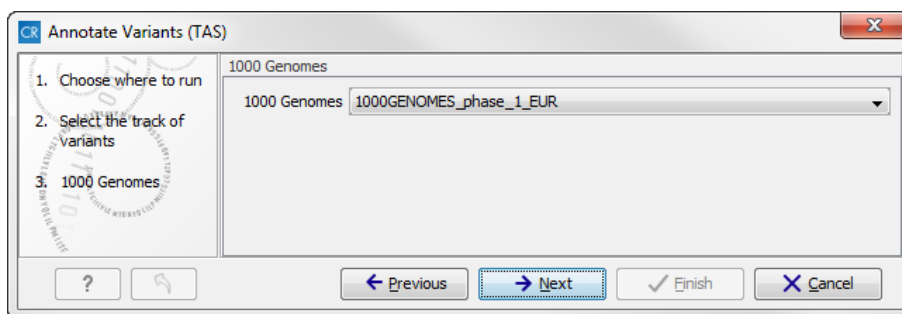 CR Annotate Variants (TAS)
1. Choose where to run
2. Select the track of
variants
3. 1000 Genomes
1000 Genomes
1000 Genomes 1000GENOMES_phase_1_EUR
?
Previous
Next
Finish
Cancel